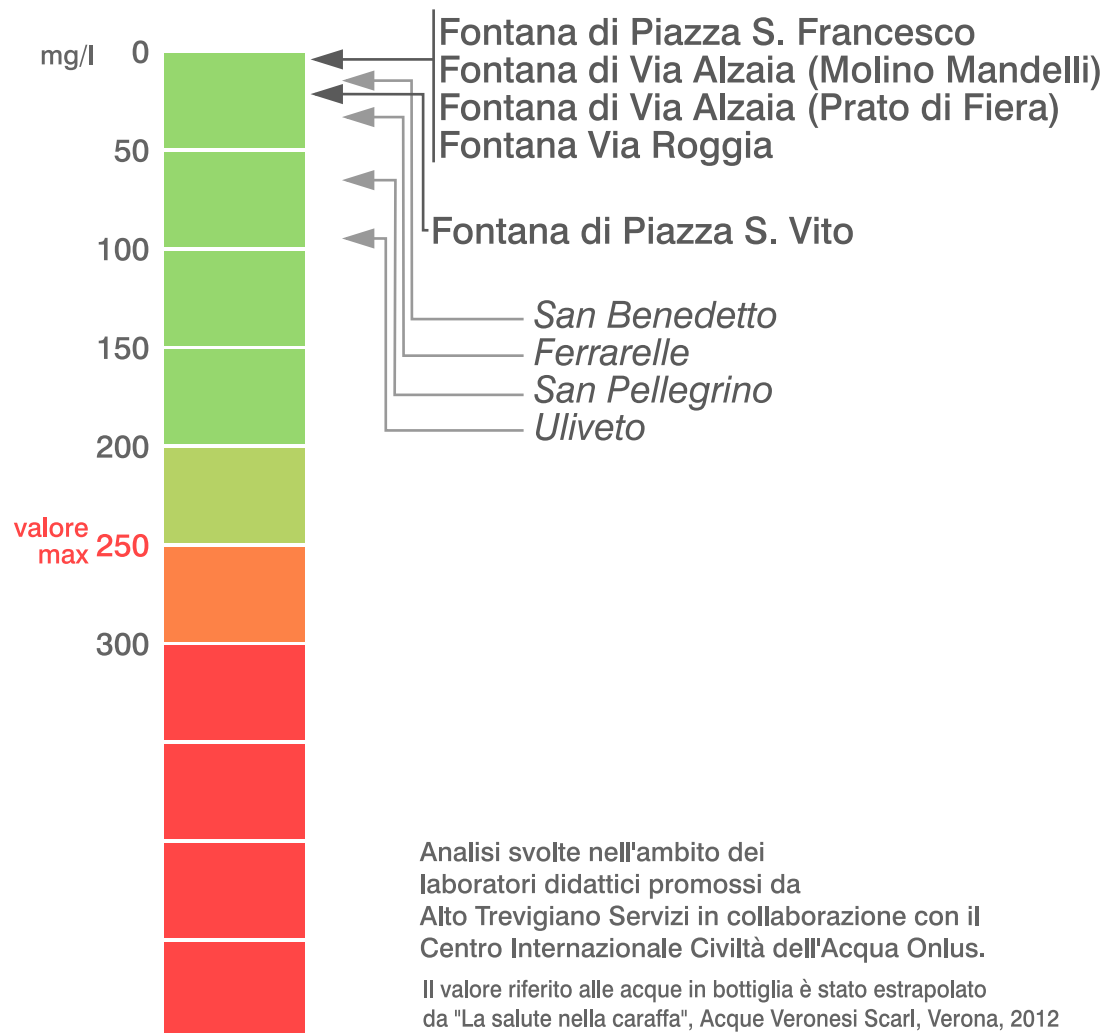 mg/l
0
Fontana di Piazza S. Francesco
Fontana di Via Alzaia (Molino Mandelli)
Fontana di Via Alzaia (Prato di Fiera)
Fontana Via Roggia
50
Fontana di Piazza S. Vito
100
San Benedetto
150
Ferrarelle
San Pellegrino
Uliveto
200
valore
max 250
300
Analisi svolte nell'ambito dei
laboratori didattici promossi da
Alto Trevigiano Servizi in collaborazione con il
Centro Internazionale Civiltà dell'Acqua Onlus.
Il valore riferito alle acque in bottiglia è stato estrapolato
da "La salute nella caraffa", Acque Veronesi Scarl, Verona, 2012